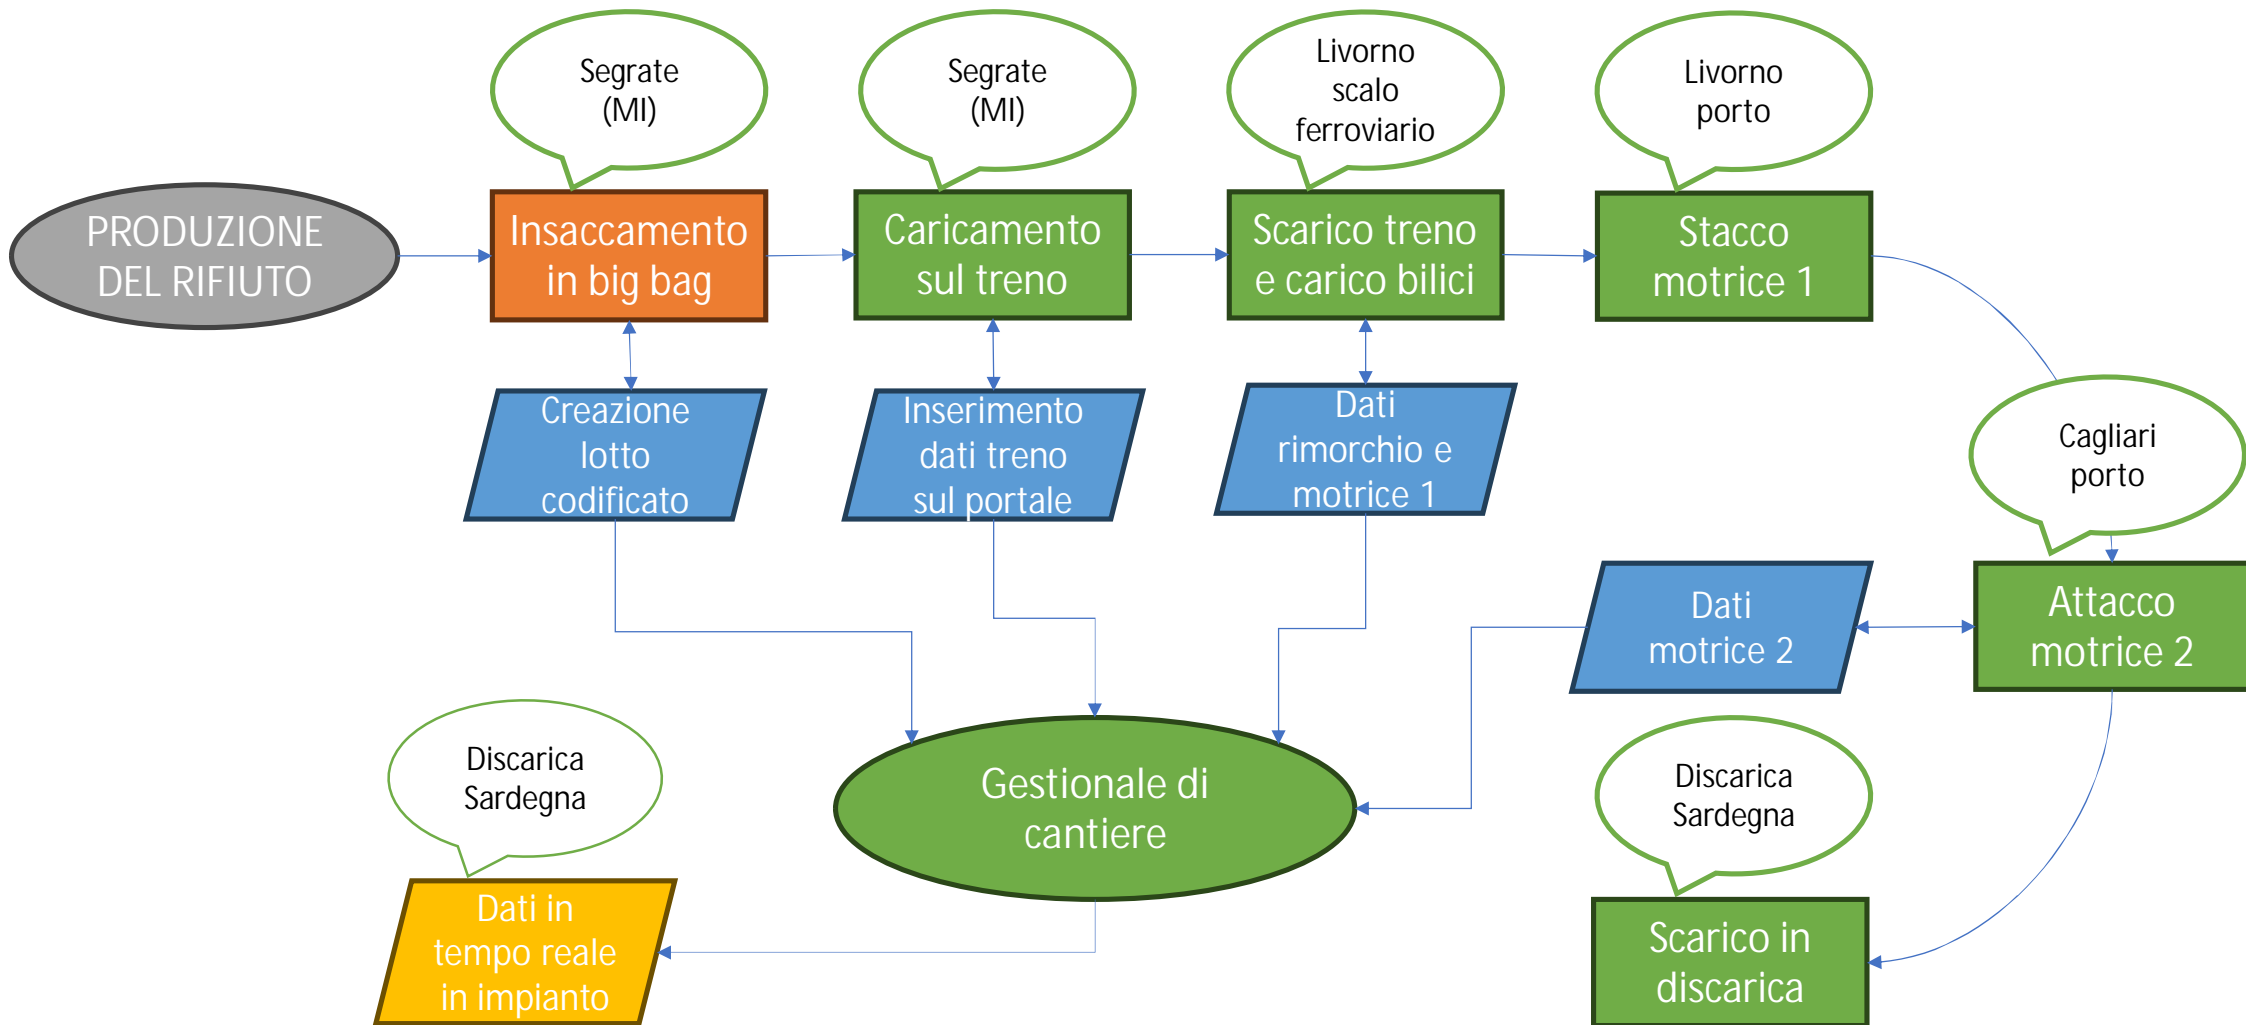 Segrate
(MI)
Segrate
(MI)
Livorno
scalo
ferroviario
Livorno
porto
PRODUZIONE
DEL RIFIUTO
Insaccamento
in big bag
Caricamento
sul treno
Scarico treno
e carico bilici
Stacco
motrice 1
Creazione
lotto
codificato
Inserimento
dati treno
sul portale
Dati
rimorchio e
motrice 1
Cagliari
porto
Dati
motrice 2
Attacco
motrice 2
Discarica
Sardegna
Gestionale di
cantiere
Discarica
Sardegna
Dati in
tempo reale
in impianto
Scarico in
discarica